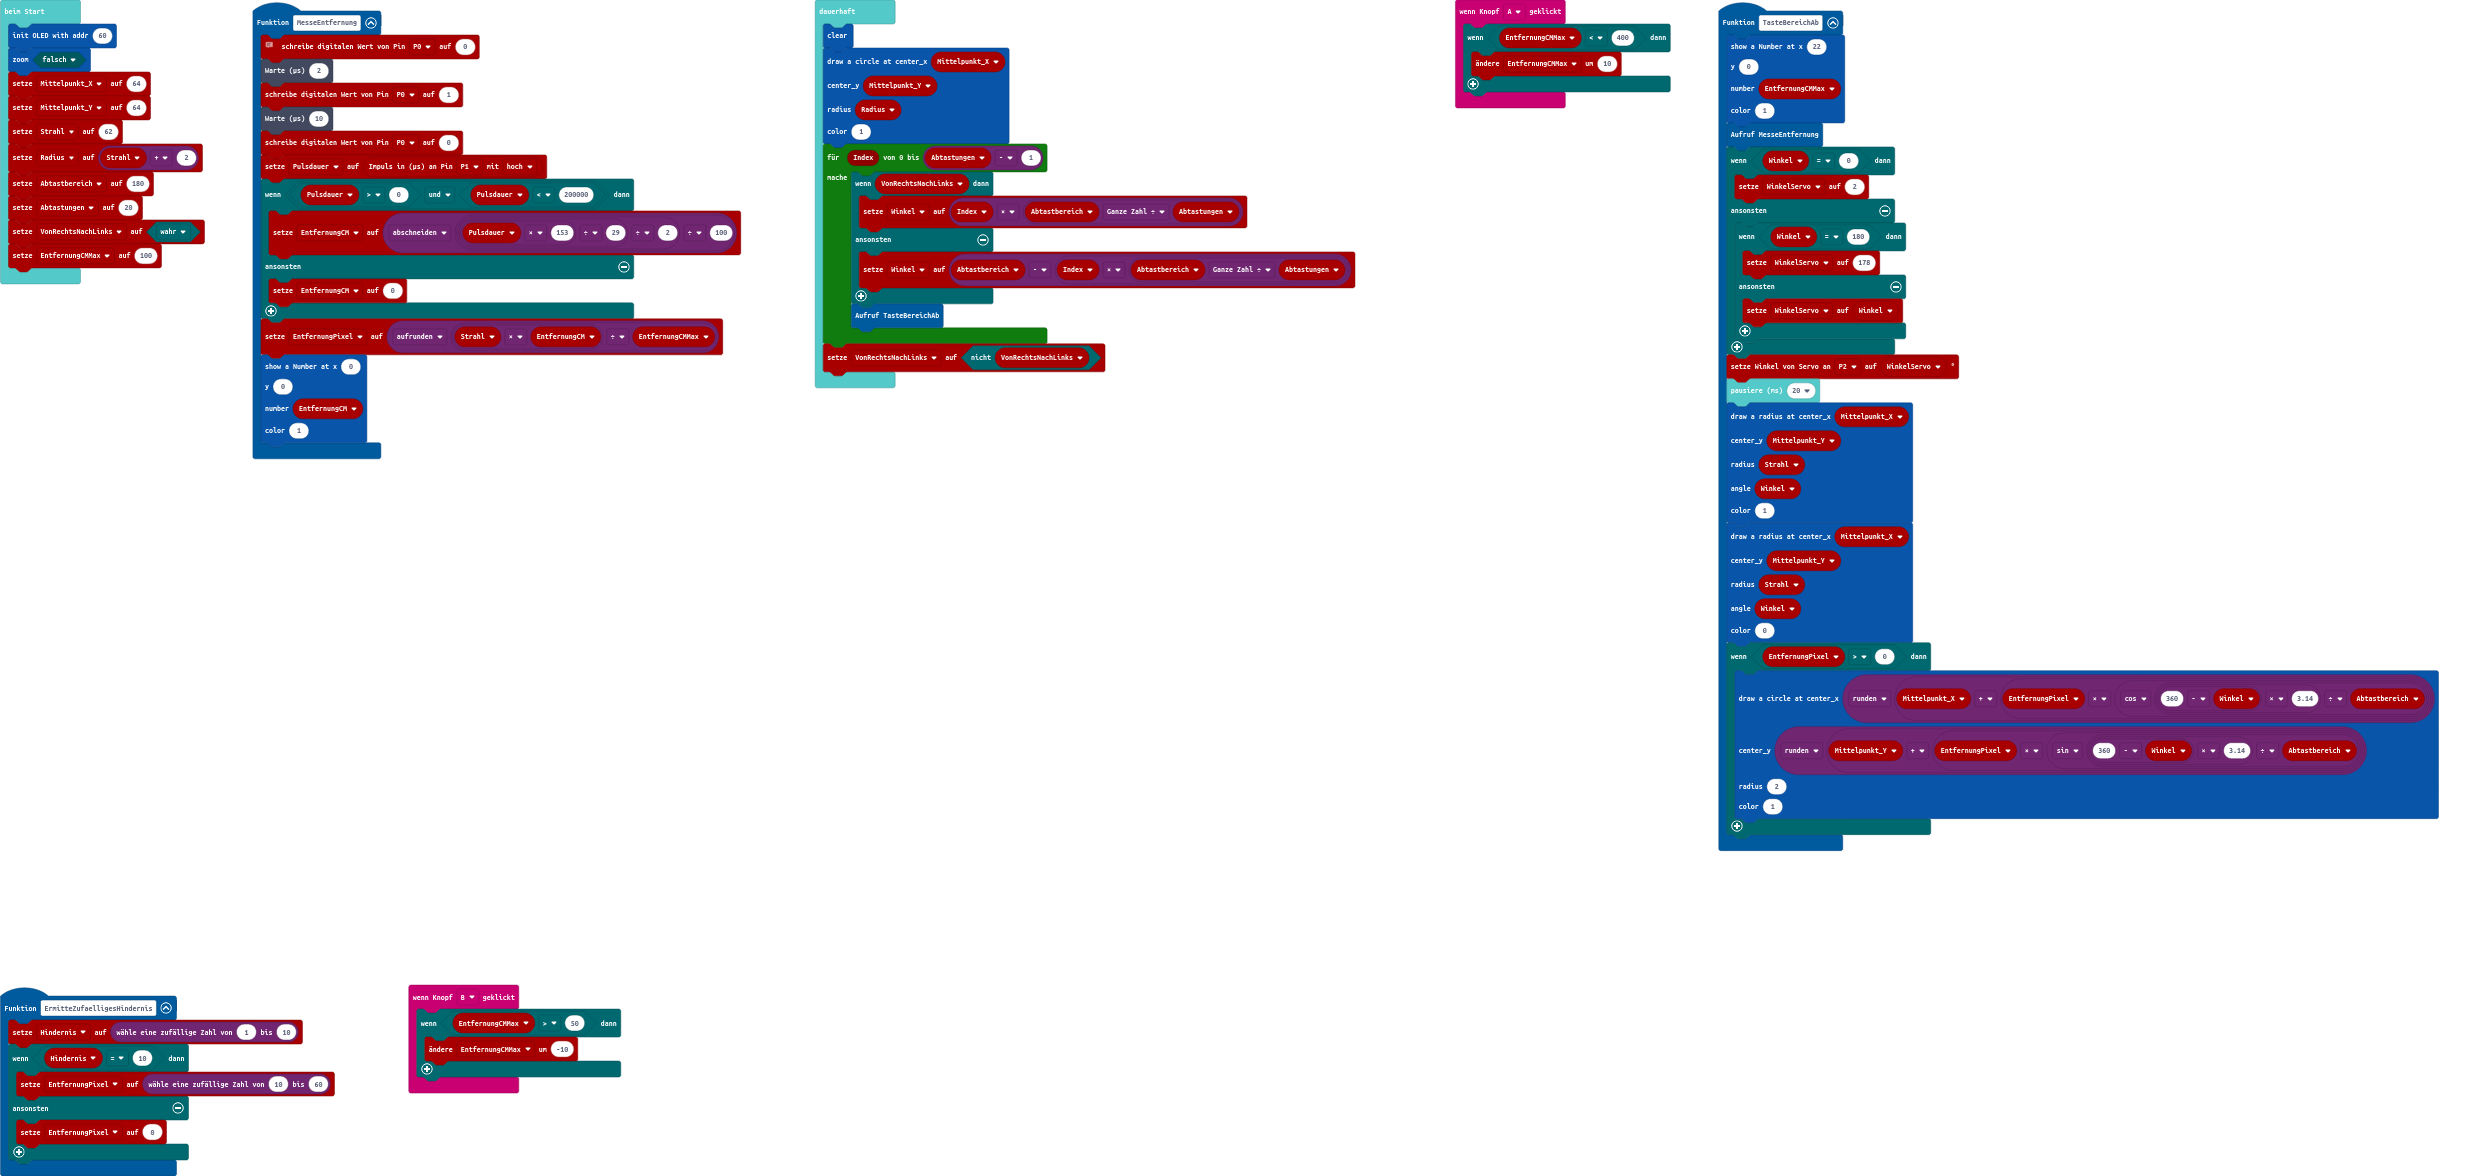 beim Start
init OLED with addr 60
zoom falsch
setze Mittelpunkt_X auf 64
setze Mittelpunkt_Y auf 64
setze Strahl auf 62
setze Radius auf Strahl + 2
setze Abtastbereich auf 180
setze Abtastungen auf 20
setze VonRechtsNachLinks auf wahr
setze EntfernungCMMax auf 100
Funktion MesseEntfernung
schreibe digitalen Wert von Pin P0 auf 0
Warte (µs) 2
schreibe digitalen Wert von Pin P0 auf 1
Warte (µs) 10
schreibe digitalen Wert von Pin P0 auf 0
setze Pulsdauer auf Impuls in (µs) an Pin P1 mit hoch
wenn Pulsdauer > 0 und Pulsdauer < 200000 dann
setze EntfernungCM auf abschneiden Pulsdauer × 153 ÷ 29 ÷ 2 ÷ 100
ansonsten
setze EntfernungCM auf 0
setze EntfernungPixel auf aufrunden Strahl × EntfernungCM ÷ EntfernungCMMax
show a Number at x 0
y 0
number EntfernungCM
color 1
dauerhaft
clear
draw a circle at center_x Mittelpunkt_X
center_y Mittelpunkt_Y
radius Radius
color 1
für Index von 0 bis Abtastungen - 1
mache
wenn VonRechtsNachLinks dann
setze Winkel auf Index × Abtastbereich Ganze Zahl ÷ Abtastungen
ansonsten
setze Winkel auf Abtastbereich - Index × Abtastbereich Ganze Zahl ÷ Abtastungen
Aufruf TasteBereichAb
setze VonRechtsNachLinks auf nicht VonRechtsNachLinks
wenn Knopf A geklickt
wenn EntfernungCMMax < 400 dann
ändere EntfernungCMMax um 10
Funktion TasteBereichAb
show a Number at x 22
y 0
number EntfernungCMMax
color 1
Aufruf MesseEntfernung
wenn Winkel = 0 dann
setze WinkelServo auf 2
ansonsten
wenn Winkel = 180 dann
setze WinkelServo auf 178
ansonsten
setze WinkelServo auf Winkel
setze Winkel von Servo an P2 auf WinkelServo °
pausiere (ms) 20
draw a radius at center_x Mittelpunkt_X
center_y Mittelpunkt_Y
radius Strahl
angle Winkel
color 1
draw a radius at center_x Mittelpunkt_X
center_y Mittelpunkt_Y
radius Strahl
angle Winkel
color 0
wenn EntfernungPixel > 0 dann
draw a circle at center_x runden Mittelpunkt_X + EntfernungPixel × cos 360 - Winkel × 3.14 ÷ Abtastbereich
center_y runden Mittelpunkt_Y + EntfernungPixel × sin 360 - Winkel × 3.14 ÷ Abtastbereich
radius 2
color 1
Funktion ErmitteZufaelligesHindernis
setze Hindernis auf wähle eine zufällige Zahl von 1 bis 10
wenn Hindernis = 10 dann
setze EntfernungPixel auf wähle eine zufällige Zahl von 10 bis 60
ansonsten
setze EntfernungPixel auf 0
wenn Knopf B geklickt
wenn EntfernungCMMax > 50 dann
ändere EntfernungCMMax um -10